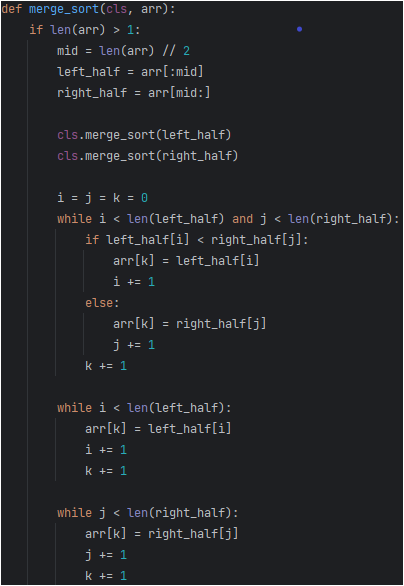 def merge_sort(cls, arr):
    if len(arr) > 1:
        mid = len(arr) // 2
        left_half = arr[:mid]
        right_half = arr[mid:]

        cls.merge_sort(left_half)
        cls.merge_sort(right_half)

        i = j = k = 0
        while i < len(left_half) and j < len(right_half):
            if left_half[i] < right_half[j]:
                arr[k] = left_half[i]
                i += 1
            else:
                arr[k] = right_half[j]
                j += 1
            k += 1

        while i < len(left_half):
            arr[k] = left_half[i]
            i += 1
            k += 1

        while j < len(right_half):
            arr[k] = right_half[j]
            j += 1
            k += 1